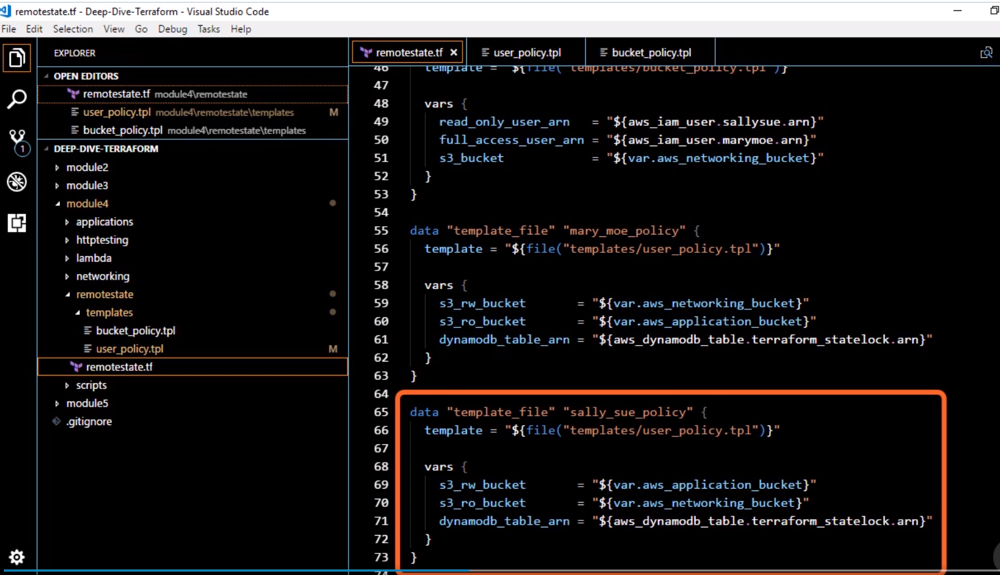 remotestate.tf - Deep-Dive-Terraform - Visual Studio Code
File Edit Selection View Go Debug Tasks Help
EXPLORER
OPEN EDITORS
remotestate.tf module4\remotestate
user_policy.tpl module4\remotestate\templates M
bucket_policy.tpl module4\remotestate\templates
1
DEEP-DIVE-TERRAFORM
module2
module3
module4
applications
httptesting
lambda
networking
remotestate
templates
bucket_policy.tpl
user_policy.tpl M
remotestate.tf
scripts
module5
.gitignore
remotestate.tf × user_policy.tpl bucket_policy.tpl
46 template = "${file("templates/bucket_policy.tpl")}"
47
48 vars {
49 read_only_user_arn = "${aws_iam_user.sallysue.arn}"
50 full_access_user_arn = "${aws_iam_user.marymoe.arn}"
51 s3_bucket = "${var.aws_networking_bucket}"
52 }
53 }
54
55 data "template_file" "mary_moe_policy" {
56 template = "${file("templates/user_policy.tpl")}"
57
58 vars {
59 s3_rw_bucket = "${var.aws_networking_bucket}"
60 s3_ro_bucket = "${var.aws_application_bucket}"
61 dynamodb_table_arn = "${aws_dynamodb_table.terraform_statelock.arn}"
62 }
63 }
64
65 data "template_file" "sally_sue_policy" {
66 template = "${file("templates/user_policy.tpl")}"
67
68 vars {
69 s3_rw_bucket = "${var.aws_application_bucket}"
70 s3_ro_bucket = "${var.aws_networking_bucket}"
71 dynamodb_table_arn = "${aws_dynamodb_table.terraform_statelock.arn}"
72 }
73 }
74